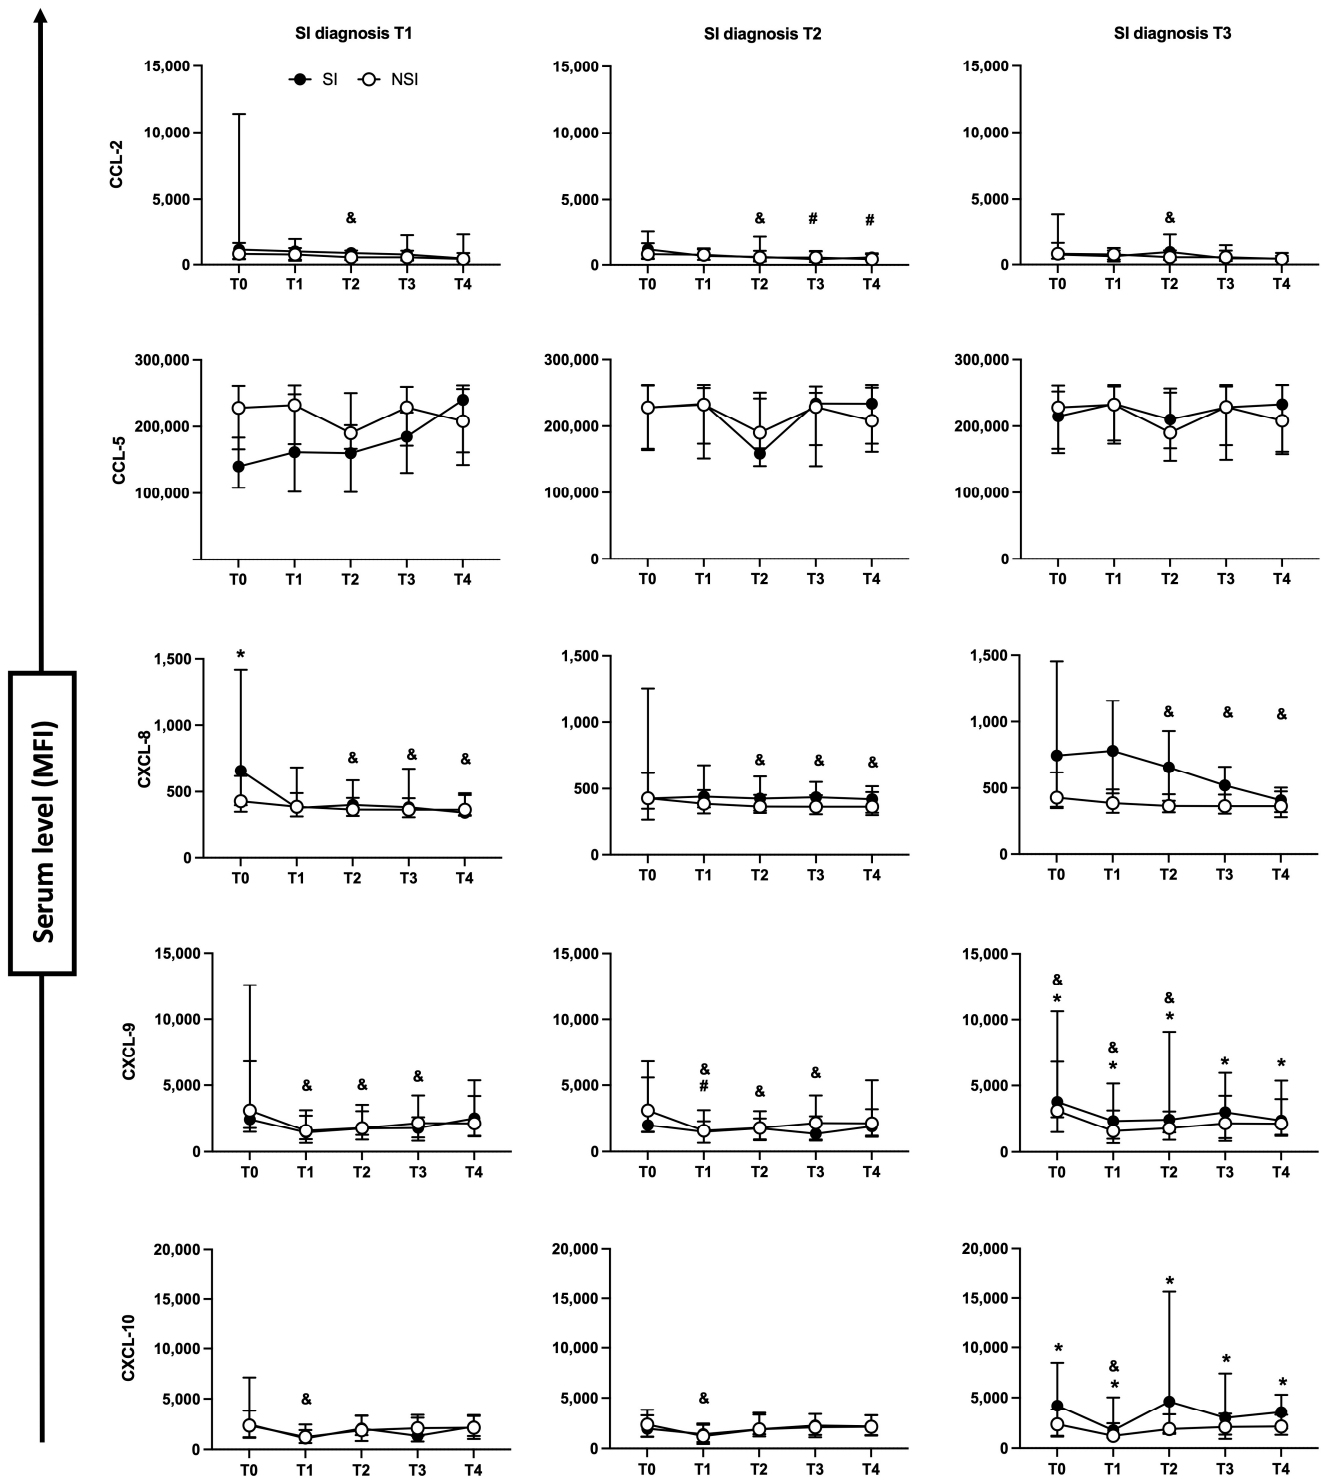 SI diagnosis T1
SI diagnosis T2
SI diagnosis T3
Serum level (MFI)
SI NSI
CCL-2
15,000
10,000
5,000
0
&
T0 T1 T2 T3 T4
15,000
10,000
5,000
0
& # #
T0 T1 T2 T3 T4
15,000
10,000
5,000
0
&
T0 T1 T2 T3 T4
CCL-5
300,000
200,000
100,000
T0 T1 T2 T3 T4
300,000
200,000
100,000
0
T0 T1 T2 T3 T4
300,000
200,000
100,000
0
T0 T1 T2 T3 T4
CXCL-8
1,500
1,000
500
0
*
& & &
T0 T1 T2 T3 T4
1,500
1,000
500
0
& & &
T0 T1 T2 T3 T4
1,500
1,000
500
0
& & &
T0 T1 T2 T3 T4
CXCL-9
15,000
10,000
5,000
0
& & &
T0 T1 T2 T3 T4
15,000
10,000
5,000
0
& & &
#
T0 T1 T2 T3 T4
15,000
10,000
5,000
0
& & &
* * * * *
T0 T1 T2 T3 T4
CXCL-10
20,000
15,000
10,000
5,000
0
&
T0 T1 T2 T3 T4
20,000
15,000
10,000
5,000
0
&
T0 T1 T2 T3 T4
20,000
15,000
10,000
5,000
0
&
* * * * *
T0 T1 T2 T3 T4